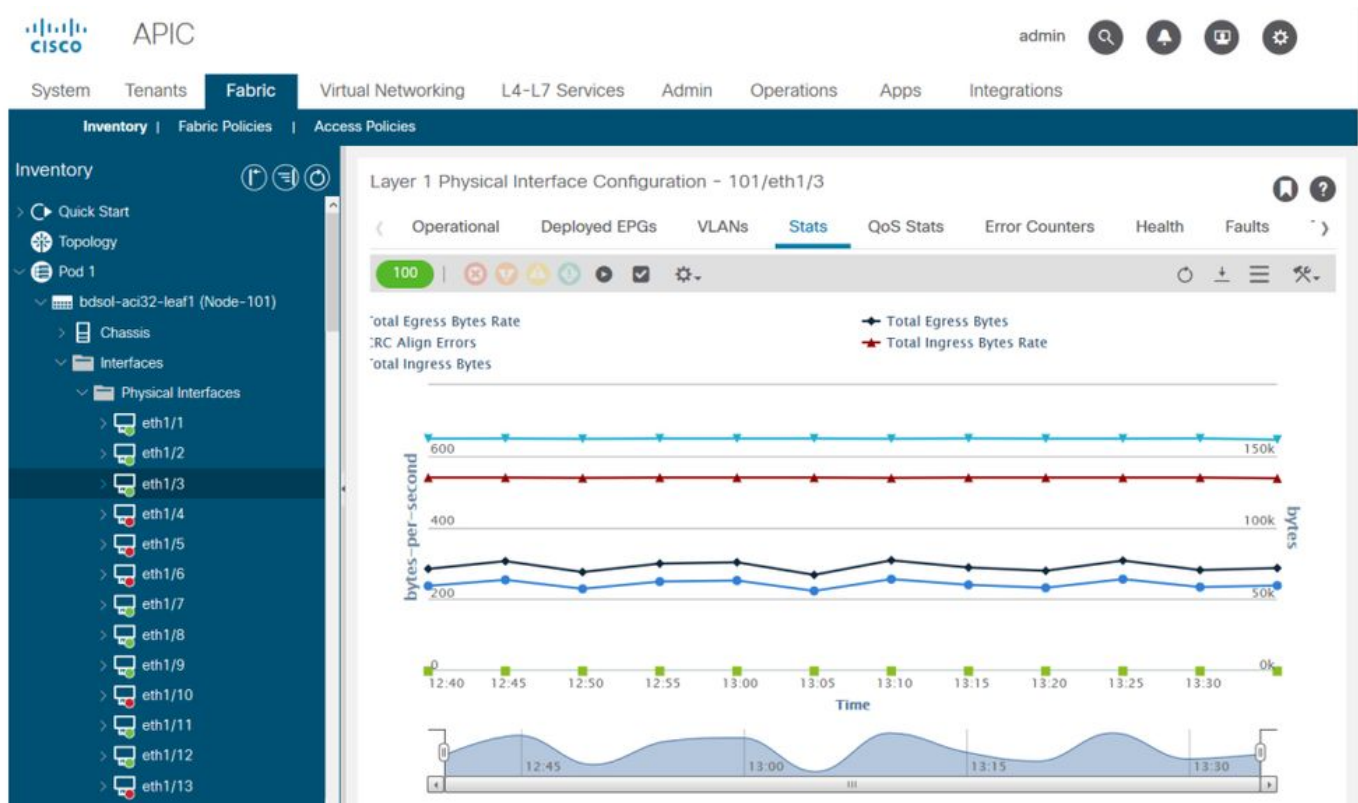 CISCO
APIC
admin
System Tenants Fabric Virtual Networking L4-L7 Services Admin Operations Apps Integrations
Inventory | Fabric Policies | Access Policies
Inventory
Quick Start
Topology
Pod 1
bdsol-aci32-leaf1 (Node-101)
Chassis
Interfaces
Physical Interfaces
eth1/1
eth1/2
eth1/3
eth1/4
eth1/5
eth1/6
eth1/7
eth1/8
eth1/9
eth1/10
eth1/11
eth1/12
eth1/13
Layer 1 Physical Interface Configuration - 101/eth1/3
Operational Deployed EPGs VLANs Stats QoS Stats Error Counters Health Faults
100
otal Egress Bytes Rate
RC Align Errors
otal Ingress Bytes
Total Egress Bytes
Total Ingress Bytes Rate
bytes-per-second
600 150k
400 100k
200 50k
0 0k
bytes
12:40 12:45 12:50 12:55 13:00 13:05 13:10 13:15 13:20 13:25 13:30
Time
12:45 13:00 13:15 13:30